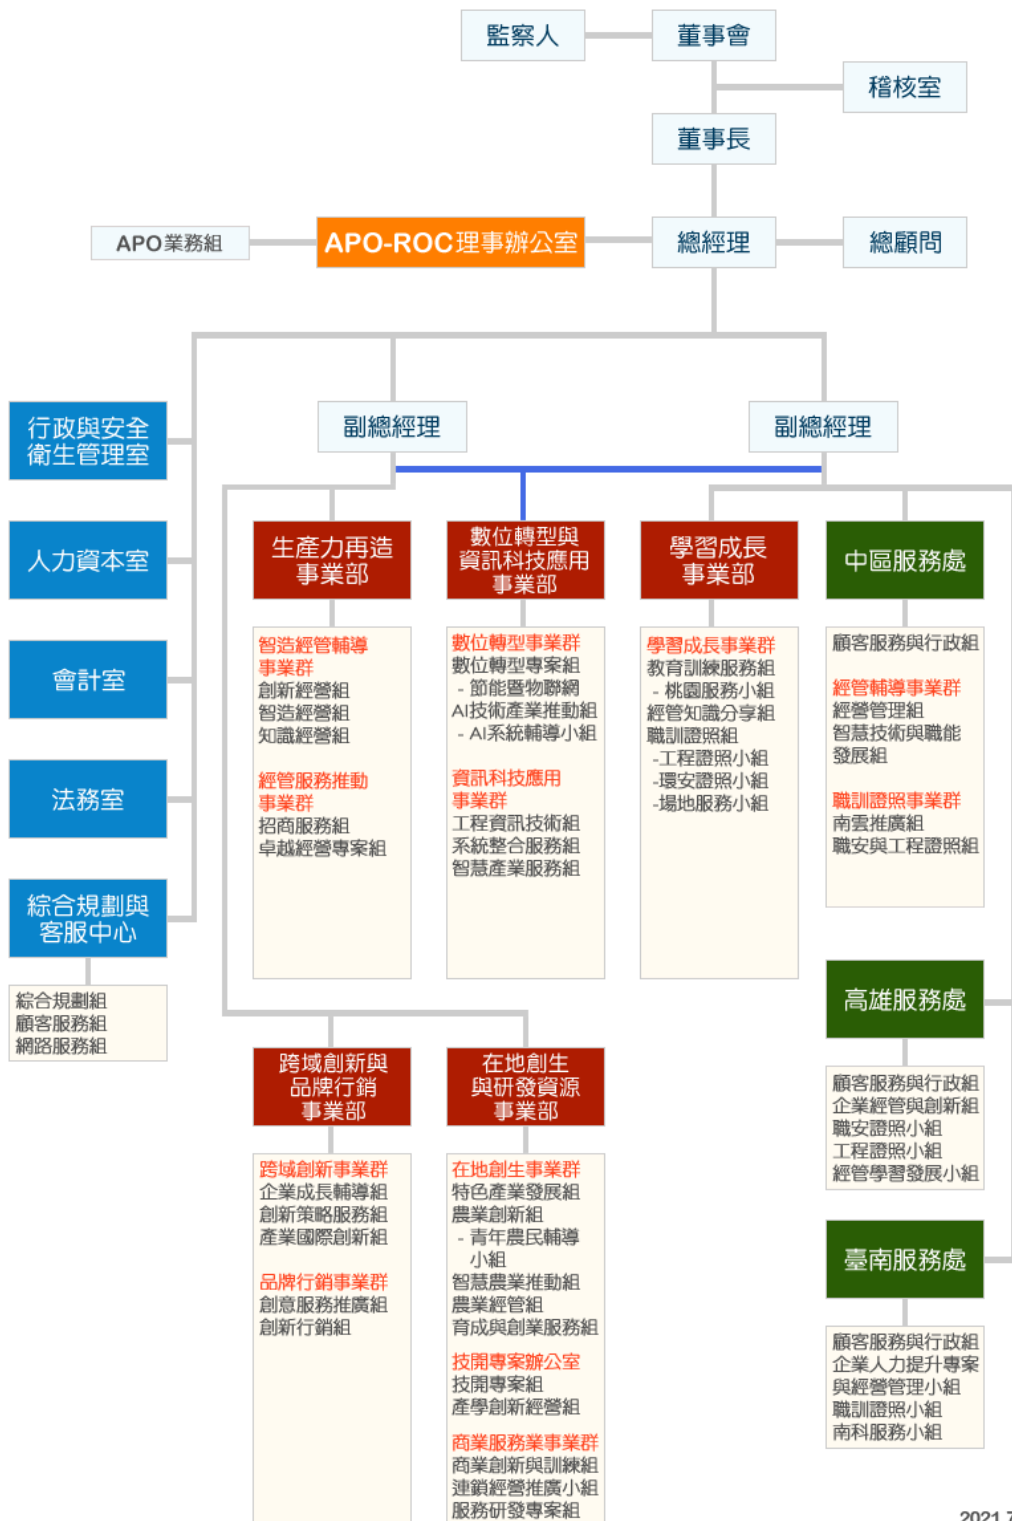 監察人
董事會
稽核室
董事長
APO業務組
APO-ROC理事辦公室
總經理
總顧問
行政與安全
衛生管理室
人力資本室
會計室
法務室
綜合規劃與
客服中心
綜合規劃組
顧客服務組
網路服務組
副總經理
副總經理
生產力再造
事業部
智造經管輔導
事業群
創新經營組
智造經營組
知識經營組
經管服務推動
事業群
招商服務組
卓越經營專案組
數位轉型與
資訊科技應用
事業部
數位轉型事業群
數位轉型專案組
- 節能暨物聯網
AI技術產業推動組
- AI系統輔導小組
資訊科技應用
事業群
工程資訊技術組
系統整合服務組
智慧產業服務組
學習成長
事業部
學習成長事業群
教育訓練服務組
- 桃園服務小組
經管知識分享組
職訓證照組
-工程證照小組
-環安證照小組
-場地服務小組
中區服務處
顧客服務與行政組
經管輔導事業群
經營管理組
智慧技術與職能
發展組
職訓證照事業群
南雲推廣組
職安與工程證照組
高雄服務處
顧客服務與行政組
企業經管與創新組
職安證照小組
工程證照小組
經管學習發展小組
臺南服務處
顧客服務與行政組
企業人力提升專案
與經營管理小組
職訓證照小組
南科服務小組
跨域創新與
品牌行銷
事業部
跨域創新事業群
企業成長輔導組
創新策略服務組
產業國際創新組
品牌行銷事業群
創意服務推廣組
創新行銷組
在地創生
與研發資源
事業部
在地創生事業群
特色產業發展組
農業創新組
- 青年農民輔導
小組
智慧農業推動組
農業經管組
育成與創業服務組
技開專案辦公室
技開專案組
產學創新經營組
商業服務業事業群
商業創新與訓練組
連鎖經營推廣小組
服務研發專案組
2021.7